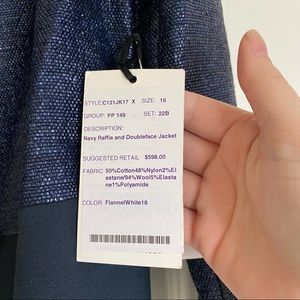 STYLE:C131JK17 X SIZE: 16
GROUP: PP 149 SET: 22B
DESCRIPTION:
Navy Raffia and Doubleface Jacket
SUGGESTED RETAIL $598.00
FABRIC 50%Cotton48%Nylon2%El
astane/94%Wool5%Elasta
ne1%Polyamide
COLOR FlannelWhite18